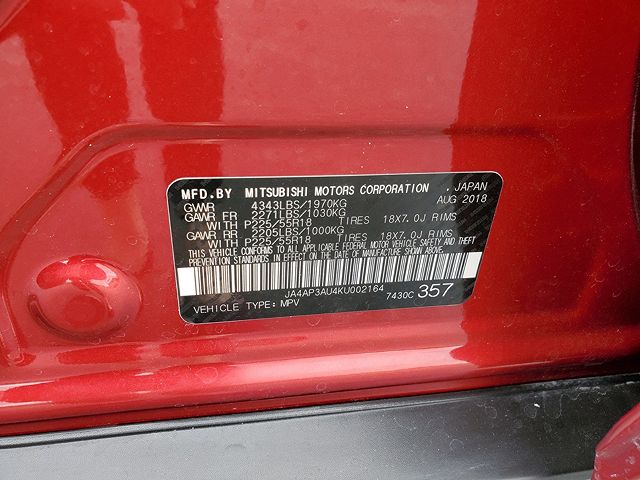 MFD.BY MITSUBISHI MOTORS CORPORATION , JAPAN
GVWR 4343LBS/1970KG AUG 2018
GAWR FR 2271LBS/1030KG
WITH P225/55R18 TIRES 18X7.0J RIMS
GAWR RR 2205LBS/1000KG
WITH P225/55R18 TIRES 18X7.0J RIMS
CONFORMS TO ALL APPLICABLE FEDERAL MOTOR VEHICLE SAFETY AND THEFT
PREVENTION STANDARDS IN EFFECT ON THE DATE OF MANUFACTURE SHOWN ABOVE.
JA4AP3AU4KU002164
VEHICLE TYPE: MPV 7430C 357